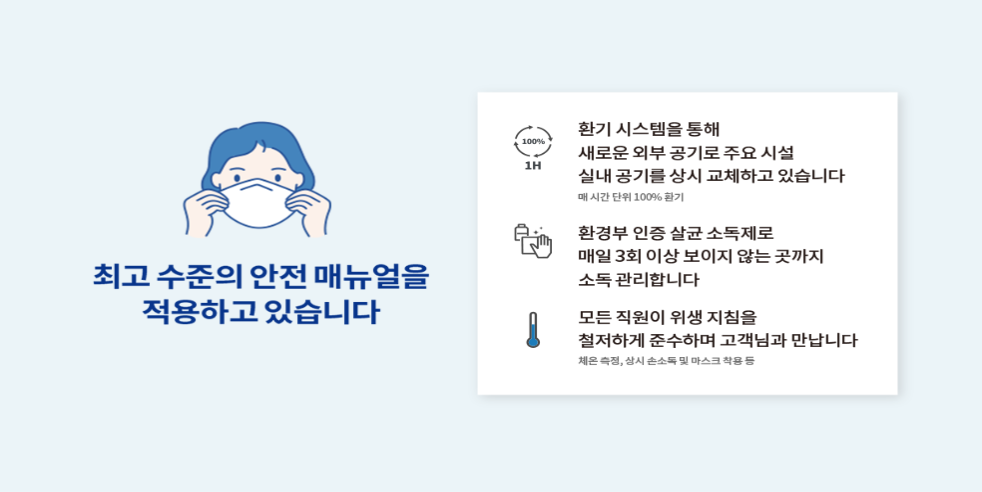 최고 수준의 안전 매뉴얼을
적용하고 있습니다
100%
1H
환기 시스템을 통해
새로운 외부 공기로 주요 시설
실내 공기를 상시 교체하고 있습니다
매 시간 단위 100% 환기
환경부 인증 살균 소독제로
매일 3회 이상 보이지 않는 곳까지
소독 관리합니다
모든 직원이 위생 지침을
철저하게 준수하며 고객님과 만납니다
체온 측정, 상시 손소독 및 마스크 착용 등